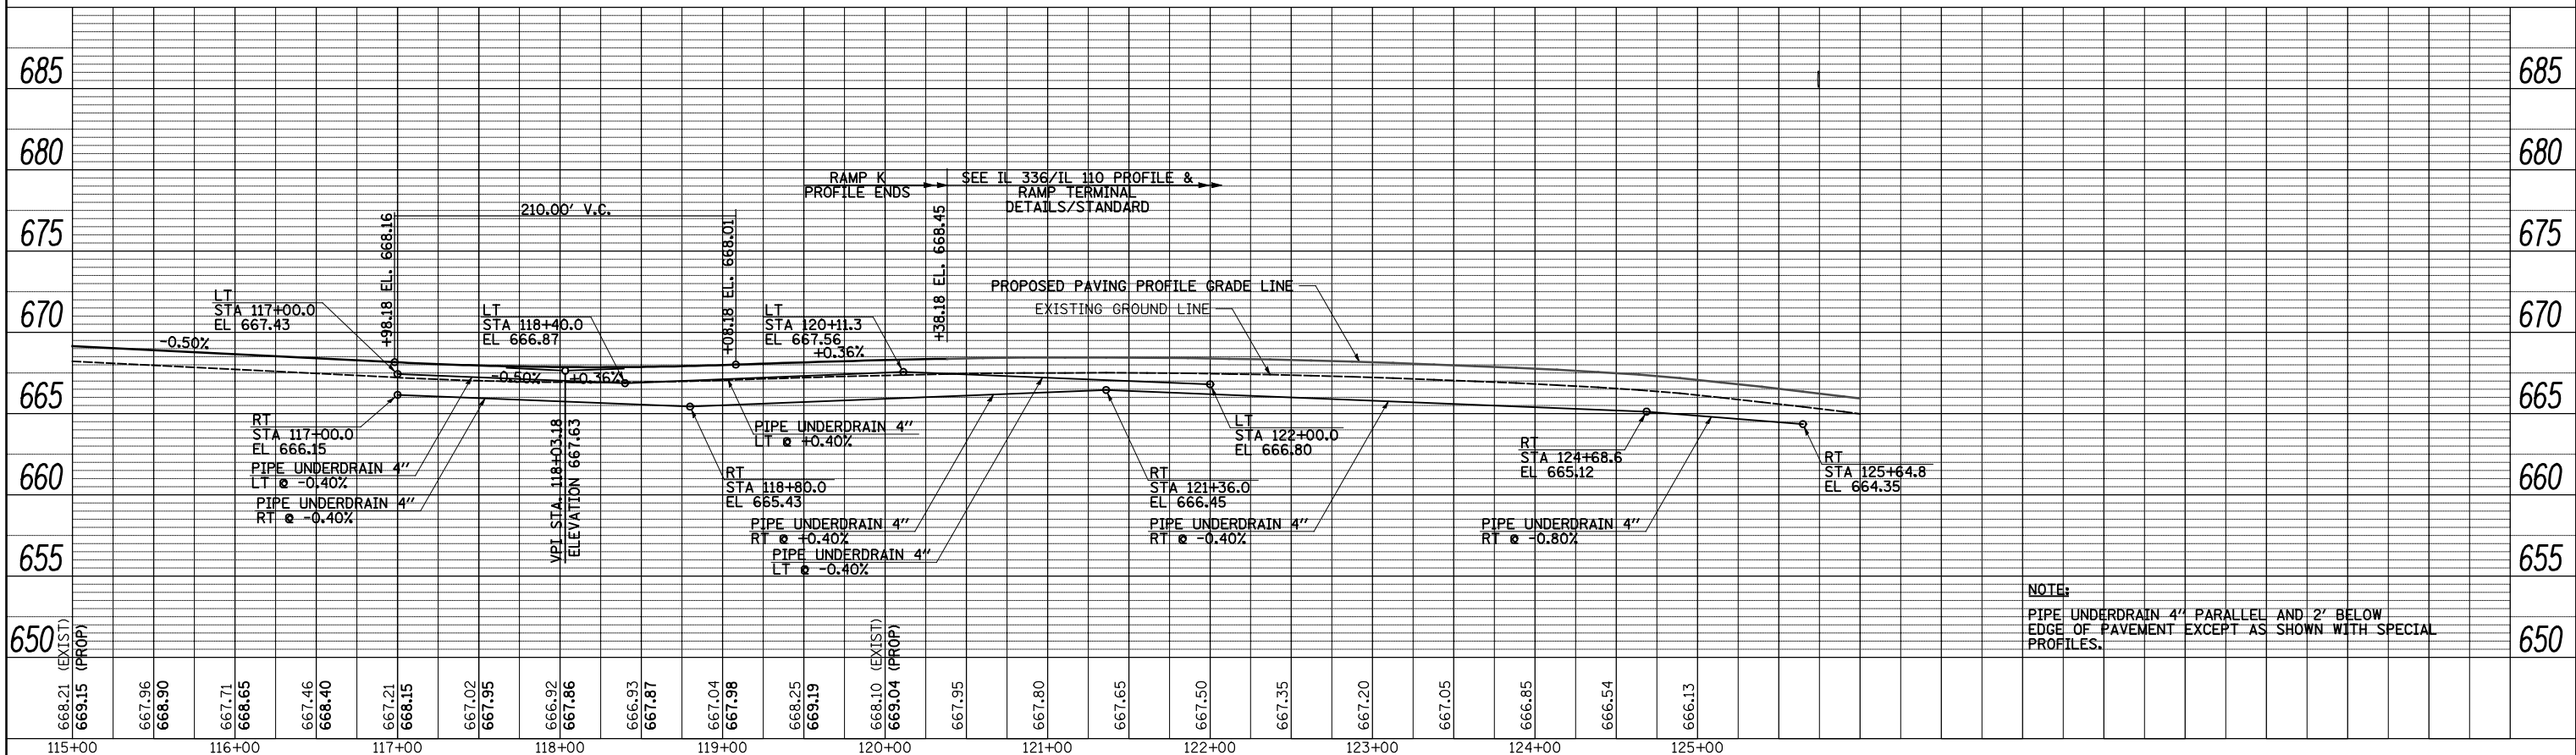 685
685
680
680
675
675
670
670
665
665
660
660
655
655
650
650
RAMP K
PROFILE ENDS
SEE IL 336/IL 110 PROFILE &
RAMP TERMINAL
DETAILS/STANDARD
210.00' V.C.
+98.18 EL. 668.16
+08.18 EL. 668.01
+38.18 EL. 668.45
LT
STA 117+00.0
EL 667.43
LT
STA 118+40.0
EL 666.87
LT
STA 120+11.3
EL 667.56
PROPOSED PAVING PROFILE GRADE LINE
EXISTING GROUND LINE
-0.50%
+0.36%
-0.50%
+0.36%
RT
STA 117+00.0
EL 666.15
PIPE UNDERDRAIN 4"
LT @ -0.40%
PIPE UNDERDRAIN 4"
RT @ -0.40%
VPI STA. 118+03.18
ELEVATION 667.63
PIPE UNDERDRAIN 4"
LT @ +0.40%
RT
STA 118+80.0
EL 665.43
PIPE UNDERDRAIN 4"
RT @ +0.40%
PIPE UNDERDRAIN 4"
LT @ -0.40%
LT
STA 122+00.0
EL 666.80
RT
STA 121+36.0
EL 666.45
PIPE UNDERDRAIN 4"
RT @ -0.40%
RT
STA 124+68.6
EL 665.12
PIPE UNDERDRAIN 4"
RT @ -0.80%
RT
STA 125+64.8
EL 664.35
NOTE:
PIPE UNDERDRAIN 4" PARALLEL AND 2' BELOW
EDGE OF PAVEMENT EXCEPT AS SHOWN WITH SPECIAL
PROFILES.
668.21 (EXIST)
669.15 (PROP)
667.96
668.90
667.71
668.65
667.46
668.40
667.21
668.15
667.02
667.95
666.92
667.86
666.93
667.87
667.04
667.98
668.25
669.19
668.10 (EXIST)
669.04 (PROP)
667.95
667.80
667.65
667.50
667.35
667.20
667.05
666.85
666.54
666.13
115+00
116+00
117+00
118+00
119+00
120+00
121+00
122+00
123+00
124+00
125+00